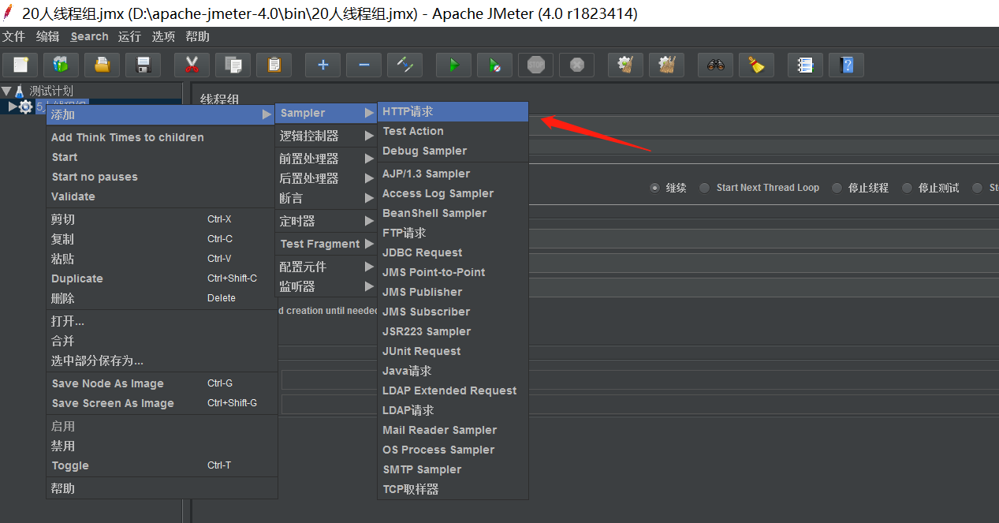 20人线程组.jmx (D:\apache-jmeter-4.0\bin\20人线程组.jmx) - Apache JMeter (4.0 r1823414)
文件 编辑 Search 运行 选项 帮助
STOP
测试计划
线程组
添加
Add Think Times to children
Start
Start no pauses
Validate
剪切 Ctrl-X
复制 Ctrl-C
粘贴 Ctrl-V
Duplicate Ctrl+Shift-C
删除 Delete
打开...
合并
选中部分保存为...
Save Node As Image Ctrl-G
Save Screen As Image Ctrl+Shift-G
启用
禁用
Toggle Ctrl-T
帮助
Sampler
逻辑控制器
前置处理器
后置处理器
断言
定时器
Test Fragment
配置元件
监听器
d creation until needed
HTTP请求
Test Action
Debug Sampler
AJP/1.3 Sampler
Access Log Sampler
BeanShell Sampler
FTP请求
JDBC Request
JMS Point-to-Point
JMS Publisher
JMS Subscriber
JSR223 Sampler
JUnit Request
Java请求
LDAP Extended Request
LDAP请求
Mail Reader Sampler
OS Process Sampler
SMTP Sampler
TCP取样器
继续 Start Next Thread Loop 停止线程 停止测试 St